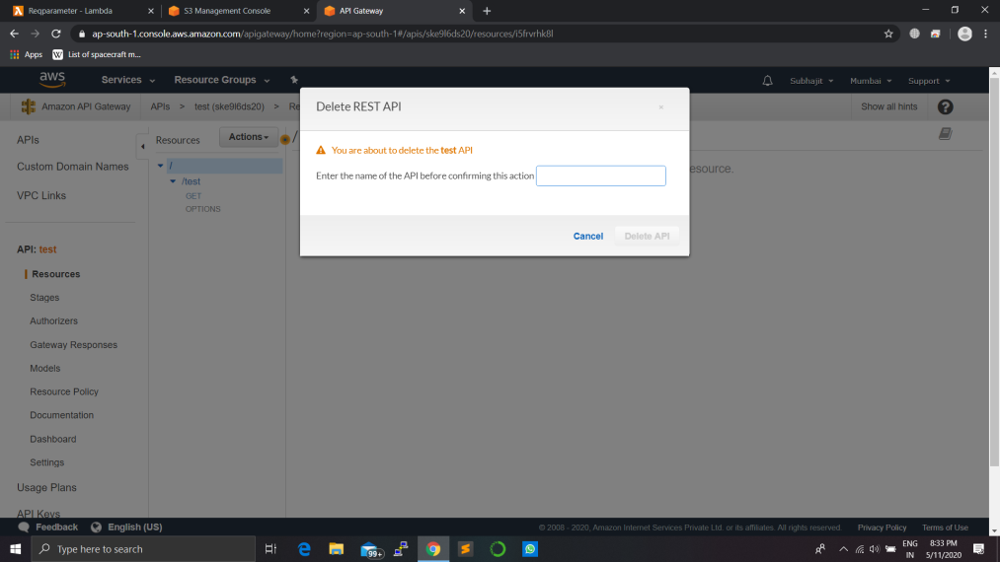 Reqparameter - Lambda
S3 Management Console
API Gateway
ap-south-1.console.aws.amazon.com/apigateway/home?region=ap-south-1#/apis/ske9l6ds20/resources/i5frvrhk8l
Apps
W List of spacecraft m...
aws Services Resource Groups Subhajit Mumbai Support
Amazon API Gateway APIs > test (ske9l6ds20) > Re Show all hints ?
APIs
Custom Domain Names
VPC Links
API: test
Resources
Stages
Authorizers
Gateway Responses
Models
Resource Policy
Documentation
Dashboard
Settings
Usage Plans
API Keys
Resources Actions /
/
/test
GET
OPTIONS
esource.
Delete REST API ×
You are about to delete the test API
Enter the name of the API before confirming this action
Cancel Delete API
Feedback English (US) © 2008 - 2020, Amazon Internet Services Private Ltd. or its affiliates. All rights reserved. Privacy Policy Terms of Use
Type here to search
99+
ENG
IN
8:33 PM
5/11/2020